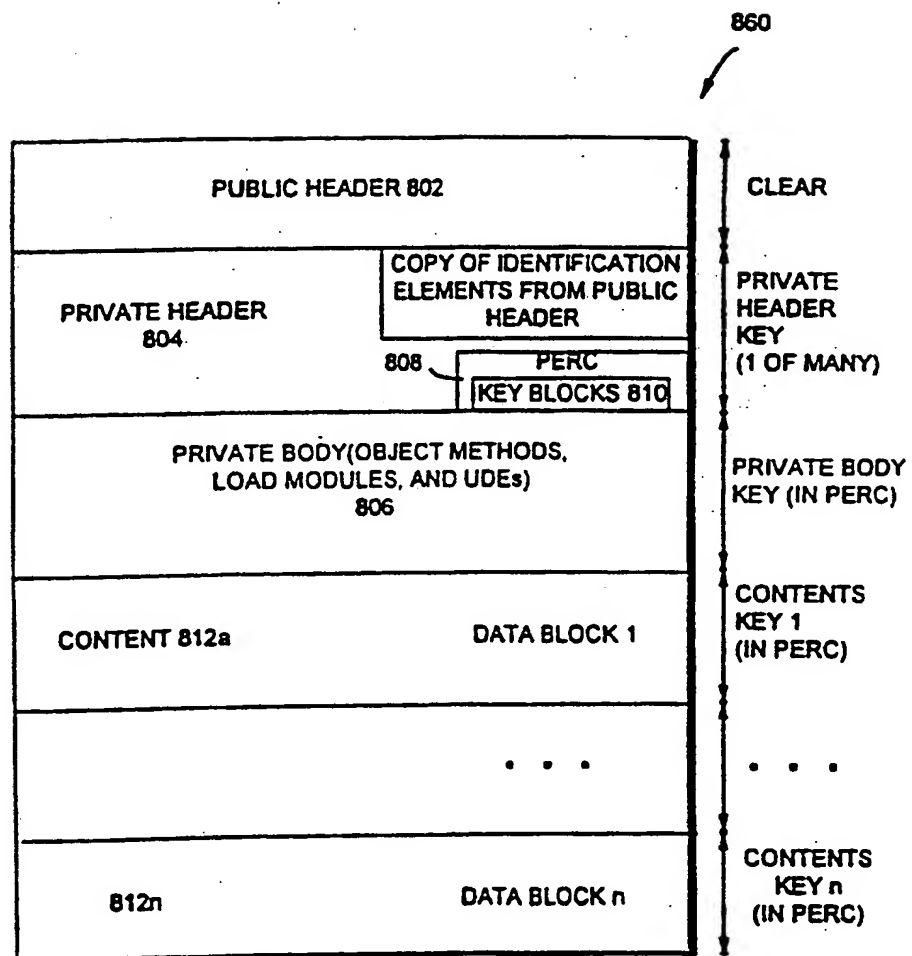 860
PUBLIC HEADER 802
CLEAR
PRIVATE HEADER
804
COPY OF IDENTIFICATION
ELEMENTS FROM PUBLIC
HEADER
808
PERC
KEY BLOCKS 810
PRIVATE
HEADER
KEY
(1 OF MANY)
PRIVATE BODY(OBJECT METHODS,
LOAD MODULES, AND UDEs)
806
PRIVATE BODY
KEY (IN PERC)
CONTENT 812a
DATA BLOCK 1
CONTENTS
KEY 1
(IN PERC)
• • •
• • •
812n
DATA BLOCK n
CONTENTS
KEY n
(IN PERC)